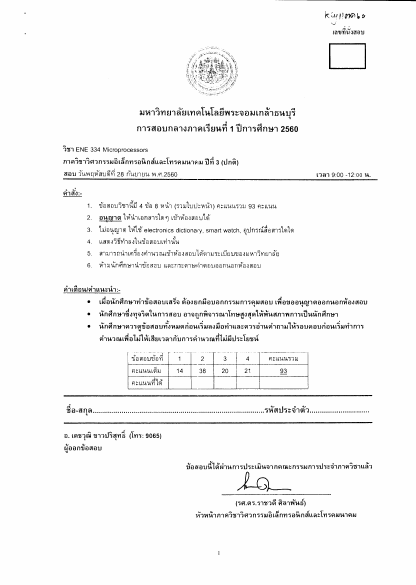 เลขที่นั่งสอบ
มหาวิทยาลัยเทคโนโลยีพระจอมเกล้าธนบุรี
การสอบกลางภาคเรียนที่ 1 ปีการศึกษา 2560
วิชา ENE 334 Microprocessors
ภาควิชาวิศวกรรมอิเล็กทรอนิกส์และโทรคมนาคม ปีที่ 3 (ปกติ)
สอบ วันพฤหัสบดีที่ 28 กันยายน พ.ศ.2560 เวลา 9:00 -12:00 น.
คำสั่ง:-
1. ข้อสอบวิชานี้มี 4 ข้อ 8 หน้า (รวมใบปะหน้า) คะแนนรวม 93 คะแนน
2. อนุญาต ให้นำเอกสารใดๆ เข้าห้องสอบได้
3. ไม่อนุญาต ให้ใช้ electronics dictionary, smart watch, อุปกรณ์สื่อสารใดใด
4. แสดงวิธีทำลงในข้อสอบเท่านั้น
5. สามารถนำเครื่องคำนวณเข้าห้องสอบได้ตามระเบียบของมหาวิทยาลัย
6. ห้ามนักศึกษานำข้อสอบ และกระดาษคำตอบออกนอกห้องสอบ
คำเตือน/คำแนะนำ:-
• เมื่อนักศึกษาทำข้อสอบเสร็จ ต้องยกมือบอกกรรมการคุมสอบ เพื่อขออนุญาตออกนอกห้องสอบ
• นักศึกษาซึ่งทุจริตในการสอบ อาจถูกพิจารณาโทษสูงสุดให้พ้นสภาพการเป็นนักศึกษา
• นักศึกษาควรดูข้อสอบทั้งหมดก่อนเริ่มลงมือทำและควรอ่านคำถามให้รอบคอบก่อนเริ่มทำการ
คำนวณเพื่อไม่ให้เสียเวลากับการคำนวณที่ไม่มีประโยชน์
ข้อสอบข้อที่ 1 2 3 4 คะแนนรวม
คะแนนเต็ม 14 38 20 21 93
คะแนนที่ได้
ชื่อ-สกุล.....................................................รหัสประจำตัว..........................
อ. เดชวุฒิ ขาวปริสุทธิ์ (โทร: 9065)
ผู้ออกข้อสอบ
ข้อสอบนี้ได้ผ่านการประเมินจากคณะกรรมการประจำภาควิชาแล้ว
(รศ.ดร.ราชวดี ศิลาพันธ์)
หัวหน้าภาควิชาวิศวกรรมอิเล็กทรอนิกส์และโทรคมนาคม
1